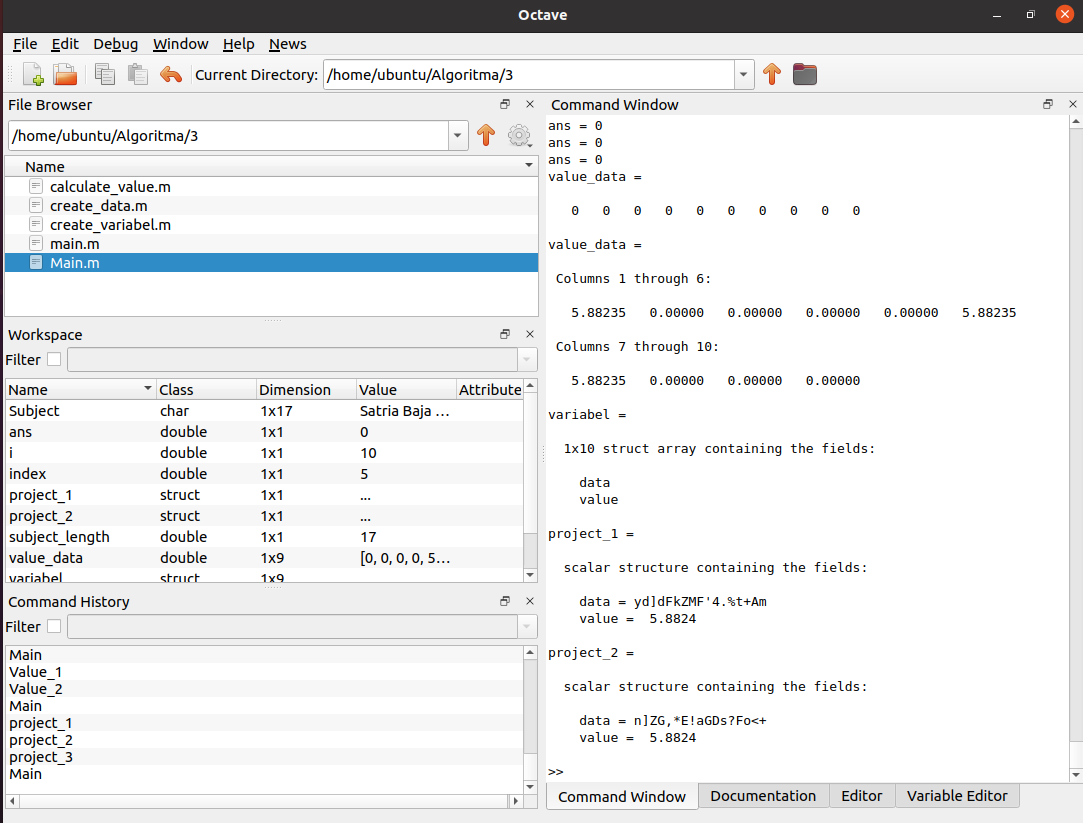 Octave
File Edit Debug Window Help News
Current Directory: /home/ubuntu/Algoritma/3
File Browser
/home/ubuntu/Algoritma/3
Name
calculate_value.m
create_data.m
create_variabel.m
main.m
Main.m
Workspace
Filter
Name Class Dimension Value Attribute
Subject char 1x17 Satria Baja ...
ans double 1x1 0
i double 1x1 10
index double 1x1 5
project_1 struct 1x1 ...
project_2 struct 1x1 ...
subject_length double 1x1 17
value_data double 1x9 [0, 0, 0, 0, 5...
variabel struct 1x9
Command History
Filter
Main
Value_1
Value_2
Main
project_1
project_2
project_3
Main
Command Window
ans = 0
ans = 0
ans = 0
value_data =
0 0 0 0 0 0 0 0 0 0
value_data =
Columns 1 through 6:
5.88235 0.00000 0.00000 0.00000 0.00000 5.88235
Columns 7 through 10:
5.88235 0.00000 0.00000 0.00000
variabel =
1x10 struct array containing the fields:
data
value
project_1 =
scalar structure containing the fields:
data = yd]dFkZMF'4.%t+Am
value = 5.8824
project_2 =
scalar structure containing the fields:
data = n]ZG,*E!aGDs?Fo<+
value = 5.8824
>>
Command Window Documentation Editor Variable Editor